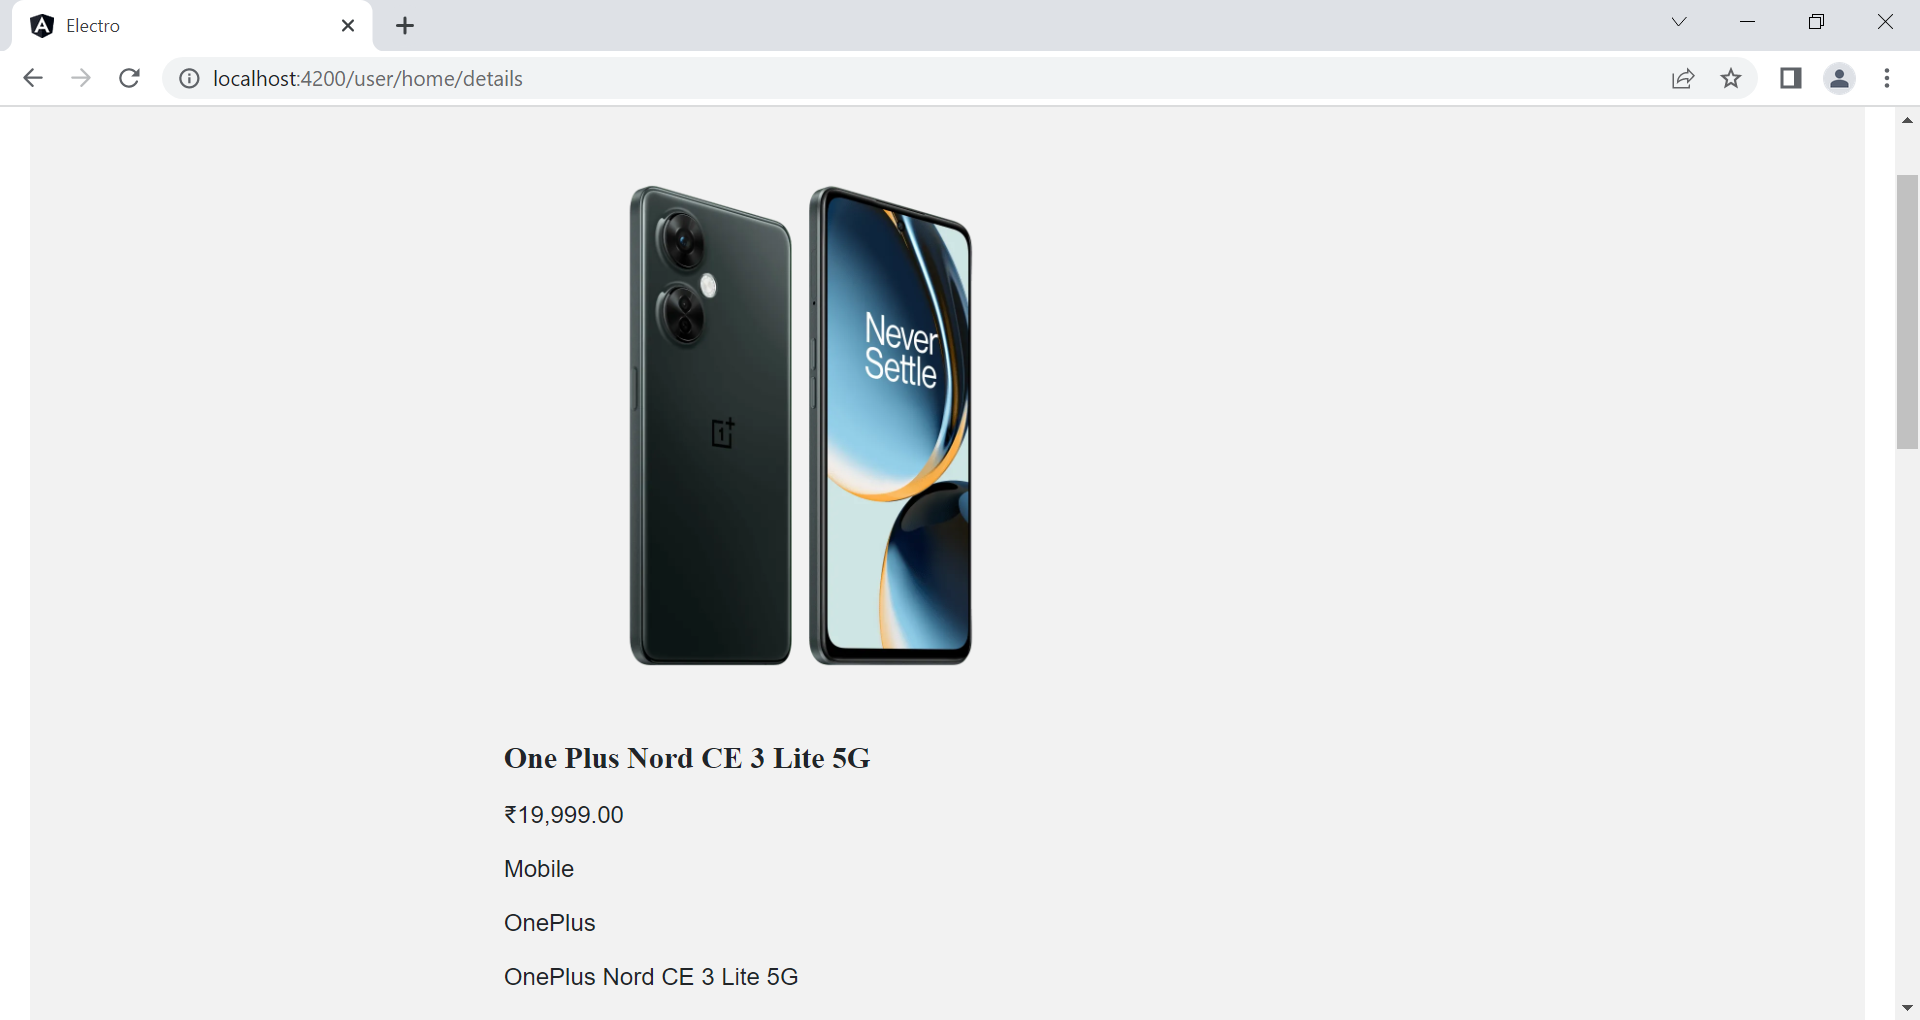 Electro
localhost:4200/user/home/details
Never
Settle
One Plus Nord CE 3 Lite 5G
₹19,999.00
Mobile
OnePlus
OnePlus Nord CE 3 Lite 5G